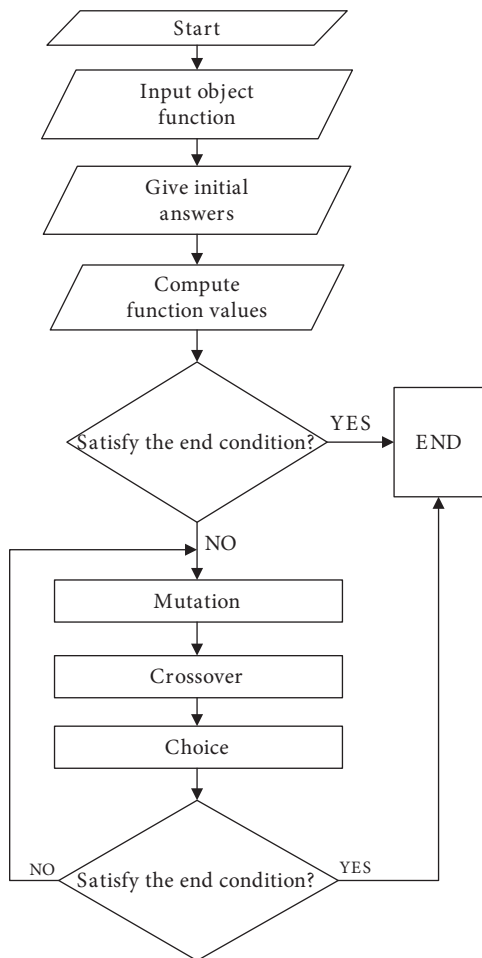 Start
Input object
function
Give initial
answers
Compute
function values
Satisfy the end condition?
YES
END
NO
Mutation
Crossover
Choice
NO
Satisfy the end condition?
YES